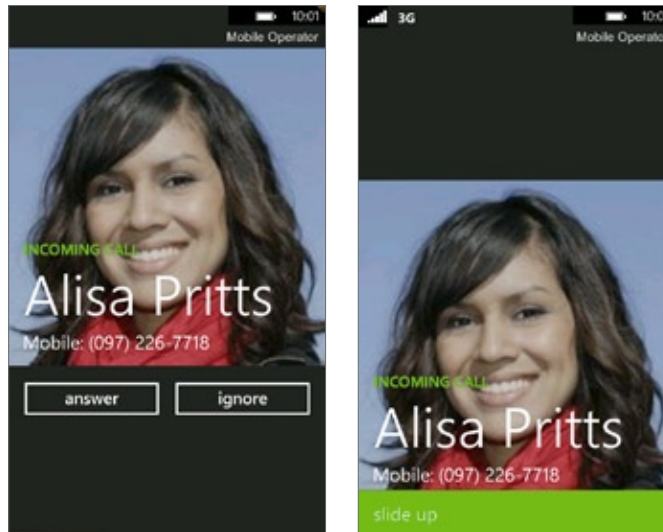 10:01
Mobile Operator
INCOMING CALL
Alisa Pritts
Mobile: (097) 226-7718
answer
ignore
3G
Mobile Operator
INCOMING CALL
Alisa Pritts
Mobile: (097) 226-7718
slide up